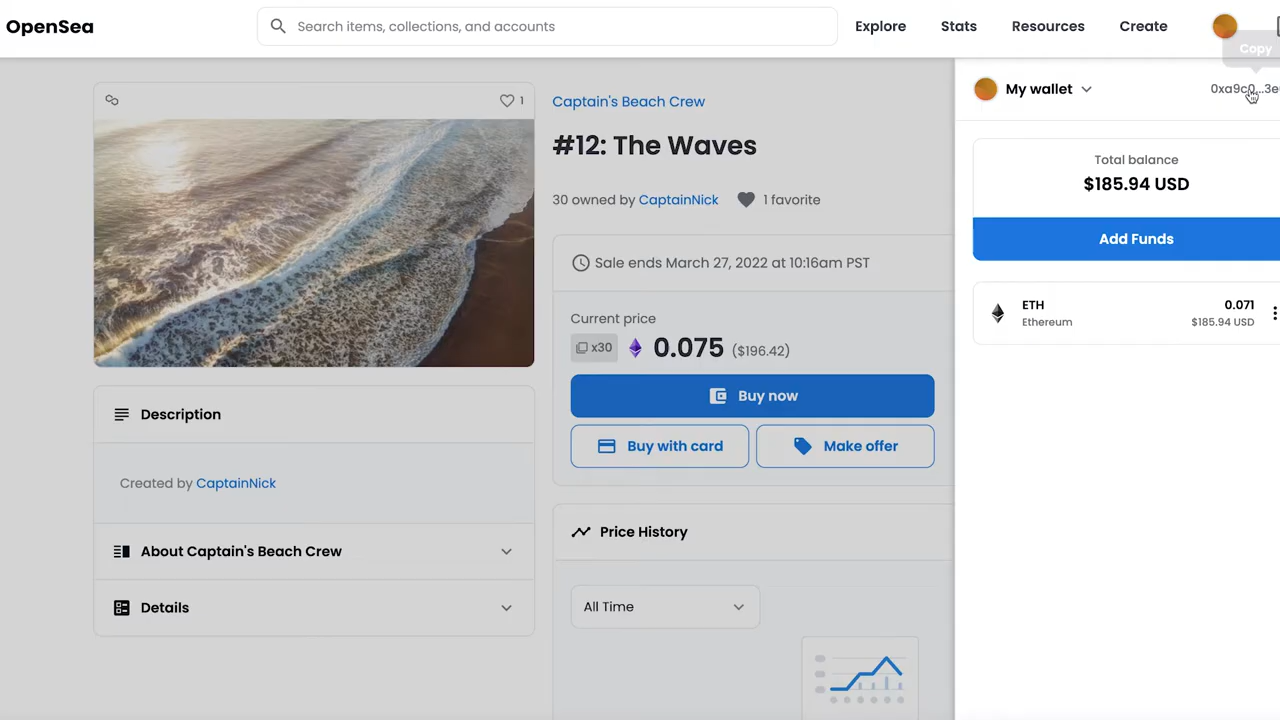 OpenSea
Search items, collections, and accounts
Explore
Stats
Resources
Create
Copy
My wallet
0xa9c0...3e
1
Captain's Beach Crew
#12: The Waves
30 owned by CaptainNick
1 favorite
Total balance
$185.94 USD
Add Funds
Sale ends March 27, 2022 at 10:16am PST
ETH
0.071
Ethereum
$185.94 USD
Current price
x30
0.075 ($196.42)
Buy now
Buy with card
Make offer
Description
Created by CaptainNick
About Captain's Beach Crew
Details
Price History
All Time